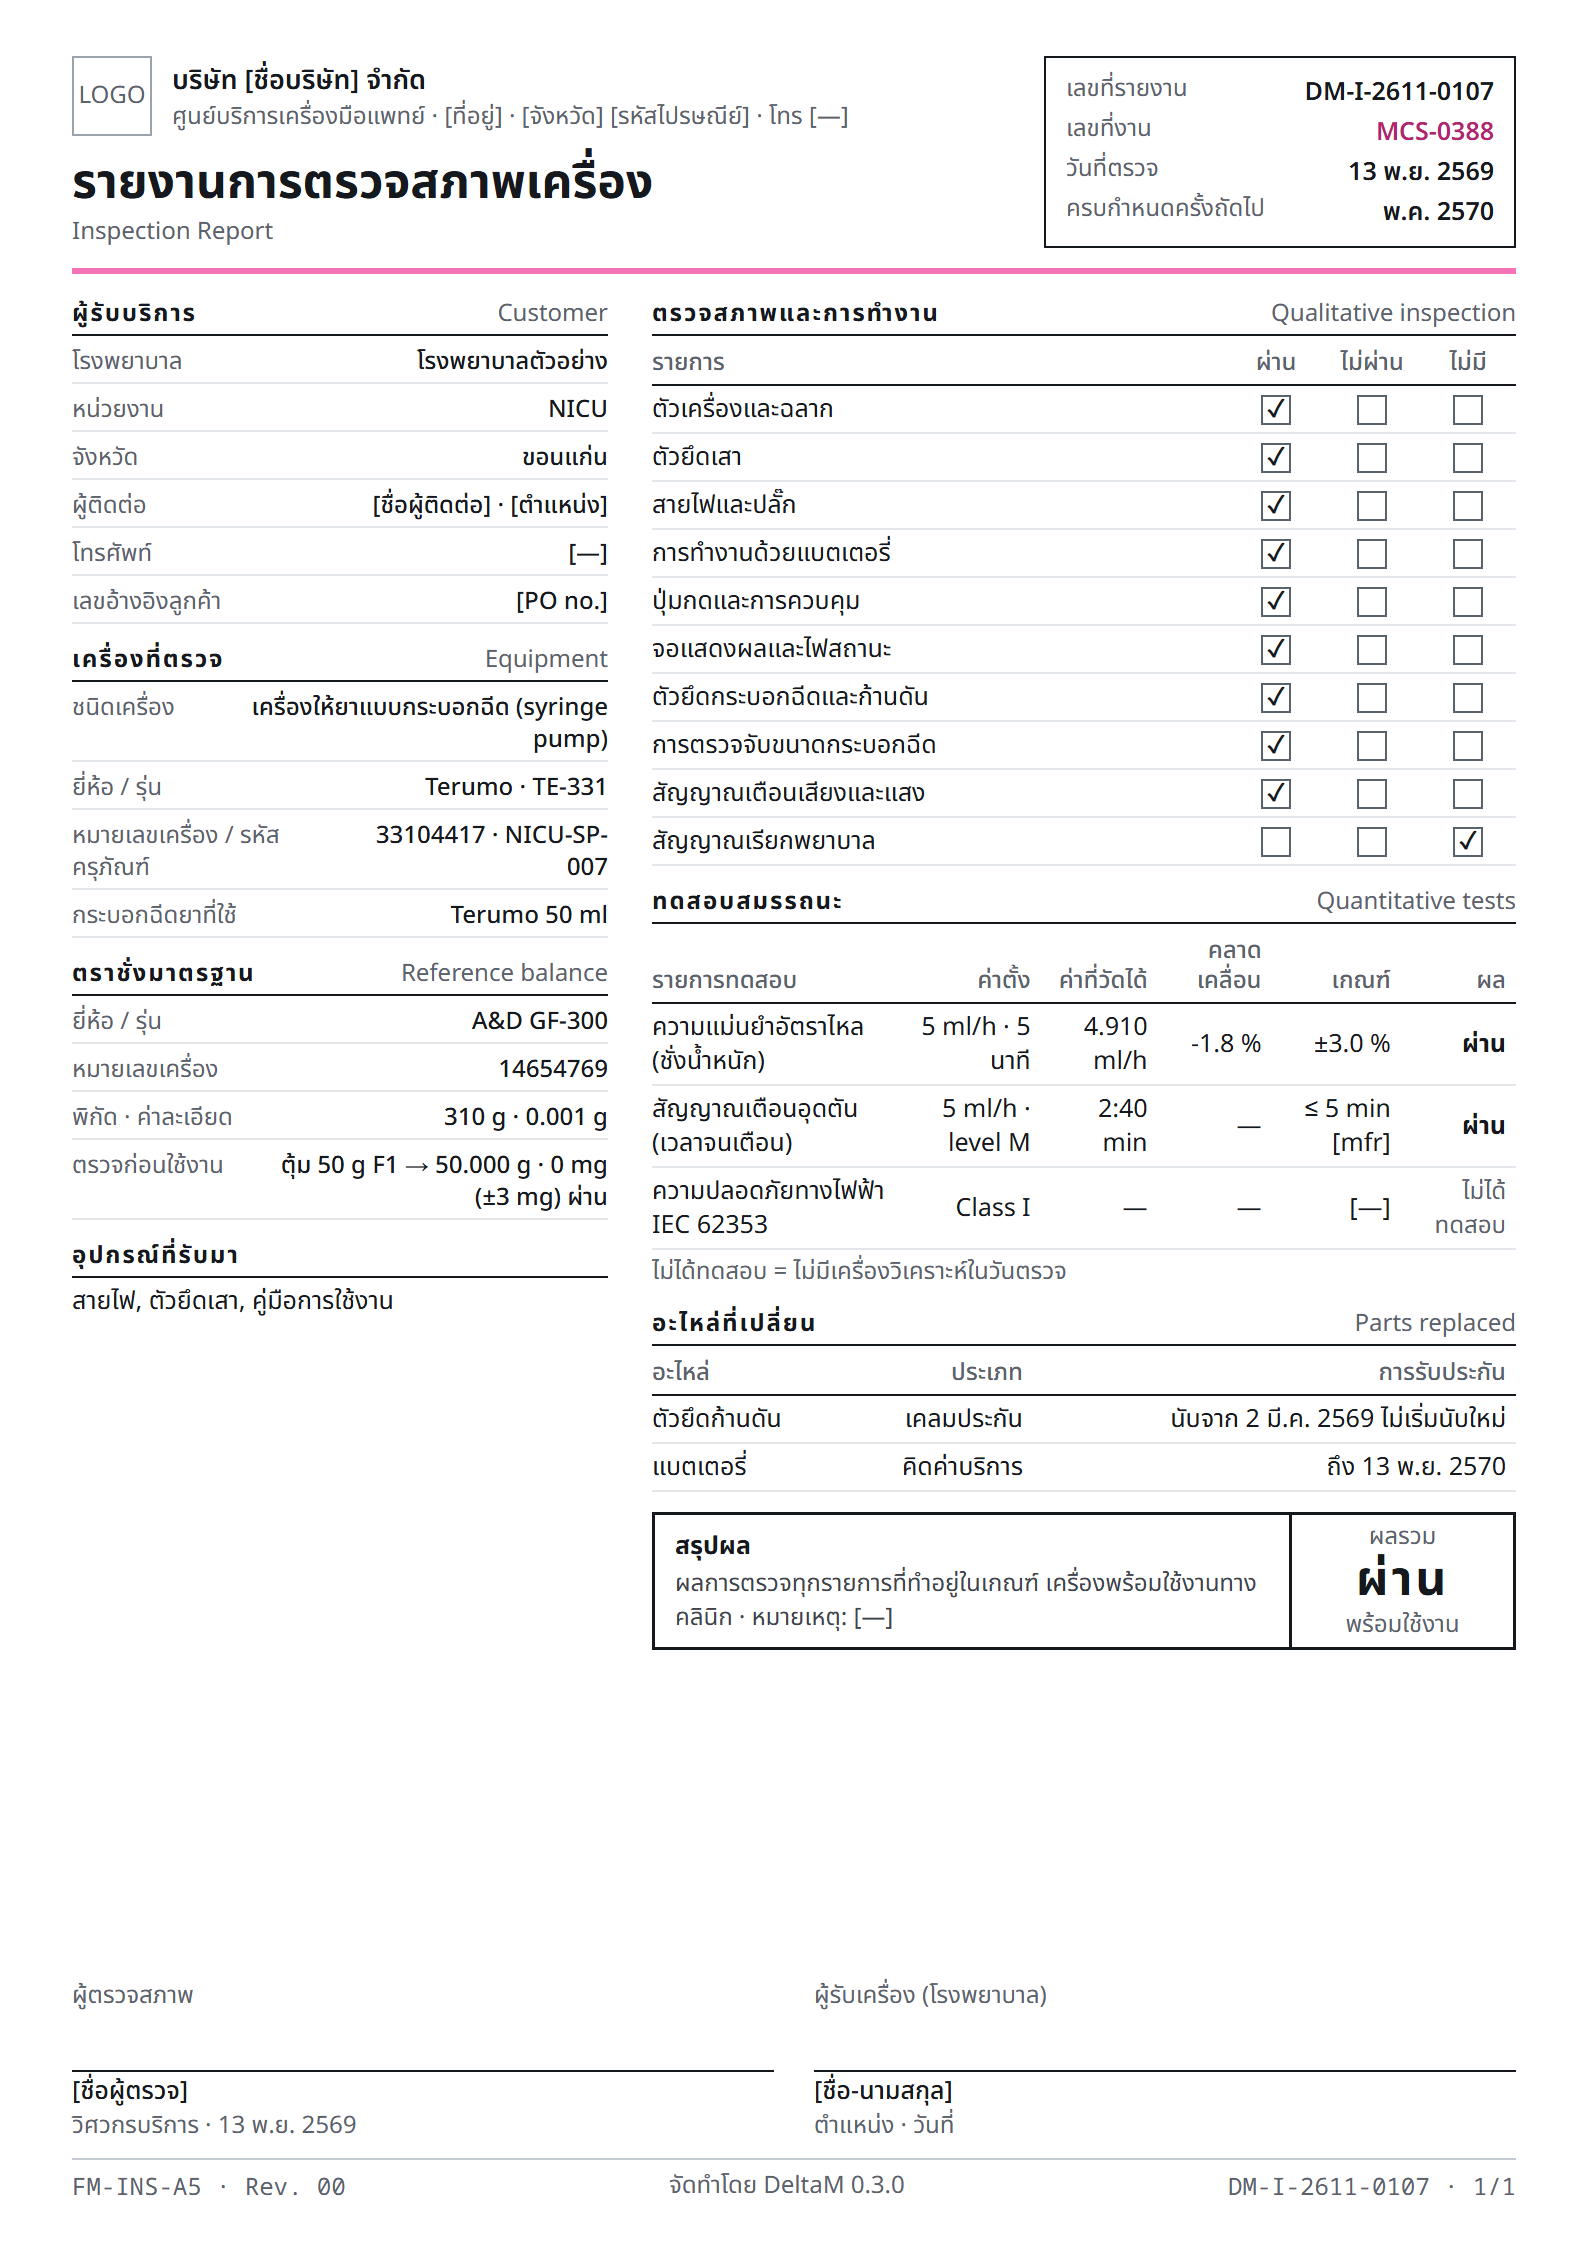 LOGO
บริษัท [ชื่อบริษัท] จำกัด
ศูนย์บริการเครื่องมือแพทย์ · [ที่อยู่] · [จังหวัด] [รหัสไปรษณีย์] · โทร [—]
รายงานการตรวจสภาพเครื่อง
Inspection Report
เลขที่รายงาน DM-I-2611-0107
เลขที่งาน MCS-0388
วันที่ตรวจ 13 พ.ย. 2569
ครบกำหนดครั้งถัดไป พ.ค. 2570
ผู้รับบริการ Customer
โรงพยาบาล โรงพยาบาลตัวอย่าง
หน่วยงาน NICU
จังหวัด ขอนแก่น
ผู้ติดต่อ [ชื่อผู้ติดต่อ] · [ตำแหน่ง]
โทรศัพท์ [—]
เลขอ้างอิงลูกค้า [PO no.]
เครื่องที่ตรวจ Equipment
ชนิดเครื่อง เครื่องให้ยาแบบกระบอกฉีด (syringe
pump)
ยี่ห้อ / รุ่น Terumo · TE-331
หมายเลขเครื่อง / รหัส 33104417 · NICU-SP-
ครุภัณฑ์ 007
กระบอกฉีดยาที่ใช้ Terumo 50 ml
ตราชั่งมาตรฐาน Reference balance
ยี่ห้อ / รุ่น A&D GF-300
หมายเลขเครื่อง 14654769
พิกัด · ค่าละเอียด 310 g · 0.001 g
ตรวจก่อนใช้งาน ตุ้ม 50 g F1 → 50.000 g · 0 mg
(±3 mg) ผ่าน
อุปกรณ์ที่รับมา
สายไฟ, ตัวยึดเสา, คู่มือการใช้งาน
ตรวจสภาพและการทำงาน Qualitative inspection
รายการ ผ่าน ไม่ผ่าน ไม่มี
ตัวเครื่องและฉลาก ✓
ตัวยึดเสา ✓
สายไฟและปลั๊ก ✓
การทำงานด้วยแบตเตอรี่ ✓
ปุ่มกดและการควบคุม ✓
จอแสดงผลและไฟสถานะ ✓
ตัวยึดกระบอกฉีดและก้านดัน ✓
การตรวจจับขนาดกระบอกฉีด ✓
สัญญาณเตือนเสียงและแสง ✓
สัญญาณเรียกพยาบาล ✓
ทดสอบสมรรถนะ Quantitative tests
คลาด
รายการทดสอบ ค่าตั้ง ค่าที่วัดได้ เคลื่อน เกณฑ์ ผล
ความแม่นยำอัตราไหล 5 ml/h · 5 4.910
(ชั่งน้ำหนัก) นาที ml/h -1.8 % ±3.0 % ผ่าน
สัญญาณเตือนอุดตัน 5 ml/h · 2:40 ≤ 5 min
(เวลาจนเตือน) level M min — [mfr] ผ่าน
ความปลอดภัยทางไฟฟ้า ไม่ได้
IEC 62353 Class I — — [—] ทดสอบ
ไม่ได้ทดสอบ = ไม่มีเครื่องวิเคราะห์ในวันตรวจ
อะไหล่ที่เปลี่ยน Parts replaced
อะไหล่ ประเภท การรับประกัน
ตัวยึดก้านดัน เคลมประกัน นับจาก 2 มี.ค. 2569 ไม่เริ่มนับใหม่
แบตเตอรี่ คิดค่าบริการ ถึง 13 พ.ย. 2570
สรุปผล
ผลการตรวจทุกรายการที่ทำอยู่ในเกณฑ์ เครื่องพร้อมใช้งานทาง
คลินิก · หมายเหตุ: [—]
ผลรวม
ผ่าน
พร้อมใช้งาน
ผู้ตรวจสภาพ
[ชื่อผู้ตรวจ]
วิศวกรบริการ · 13 พ.ย. 2569
ผู้รับเครื่อง (โรงพยาบาล)
[ชื่อ-นามสกุล]
ตำแหน่ง · วันที่
FM-INS-A5 · Rev. 00 จัดทำโดย DeltaM 0.3.0 DM-I-2611-0107 · 1/1